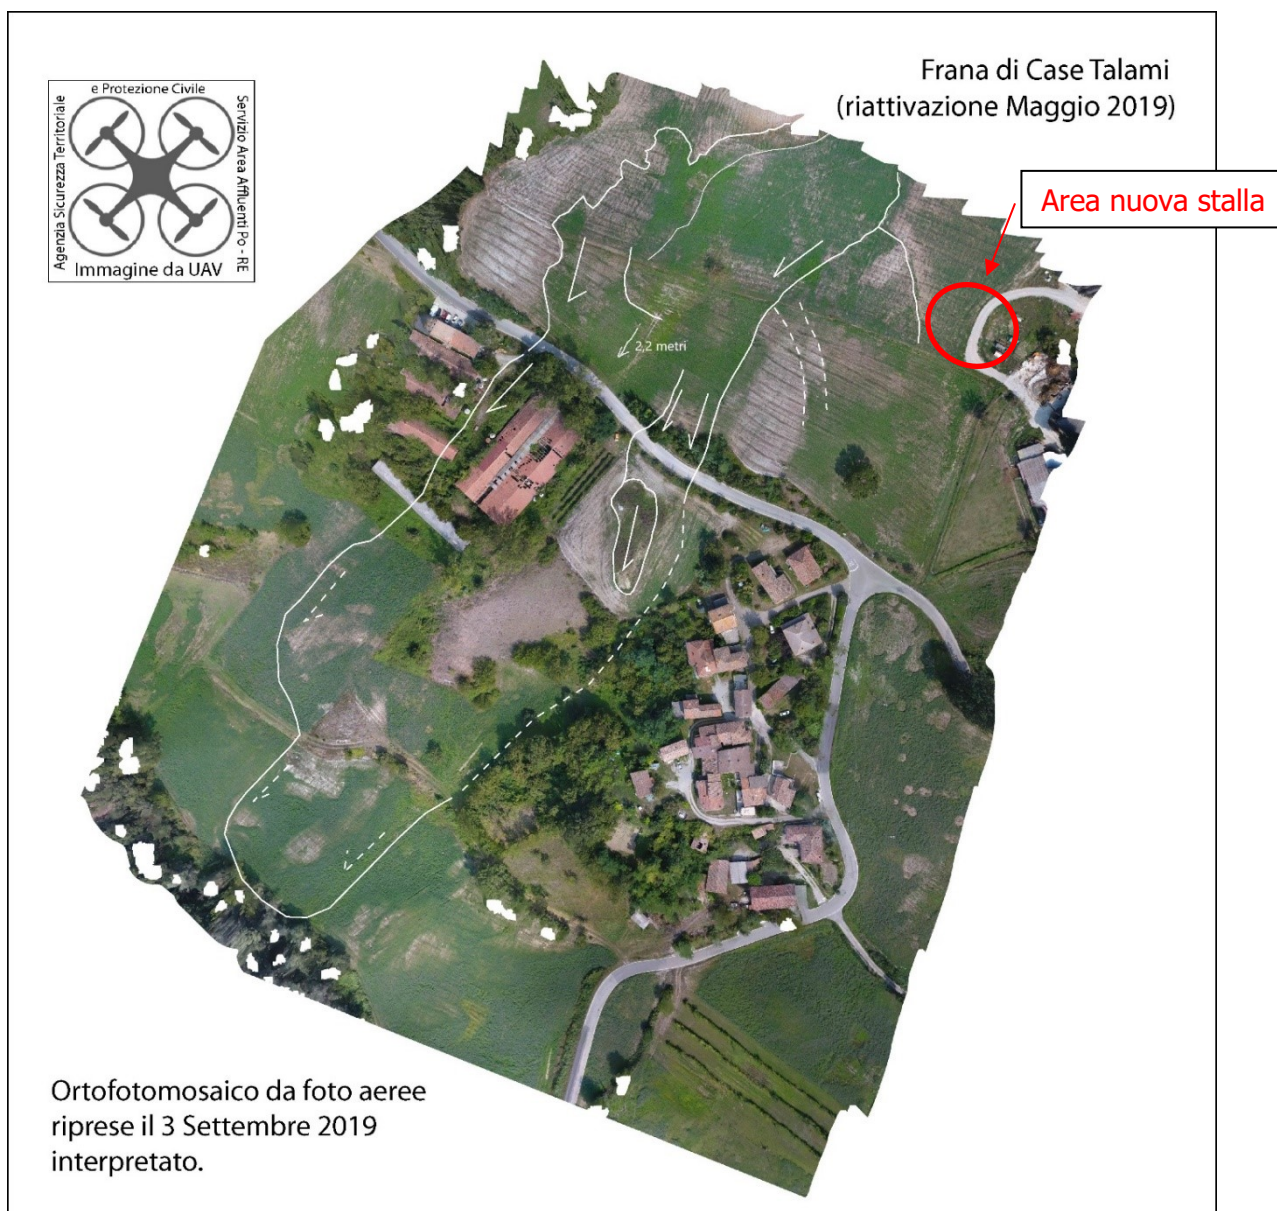 e Protezione Civile
Agenzia Sicurezza Territoriale
Servizio Area Affluenti Po - RE
Immagine da UAV
Frana di Case Talami
(riattivazione Maggio 2019)
Area nuova stalla
2,2 metri
Ortofotomosaico da foto aeree
riprese il 3 Settembre 2019
interpretato.